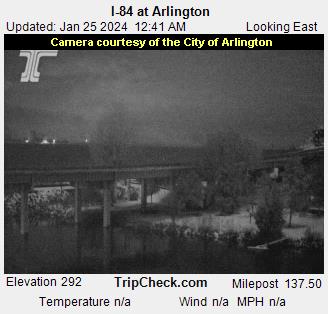 I-84 at Arlington
Updated: Jan 25 2024 12:41 AM Looking East
Camera courtesy of the City of Arlington
Elevation 292 TripCheck.com Milepost 137.50
Temperature n/a Wind n/a MPH n/a